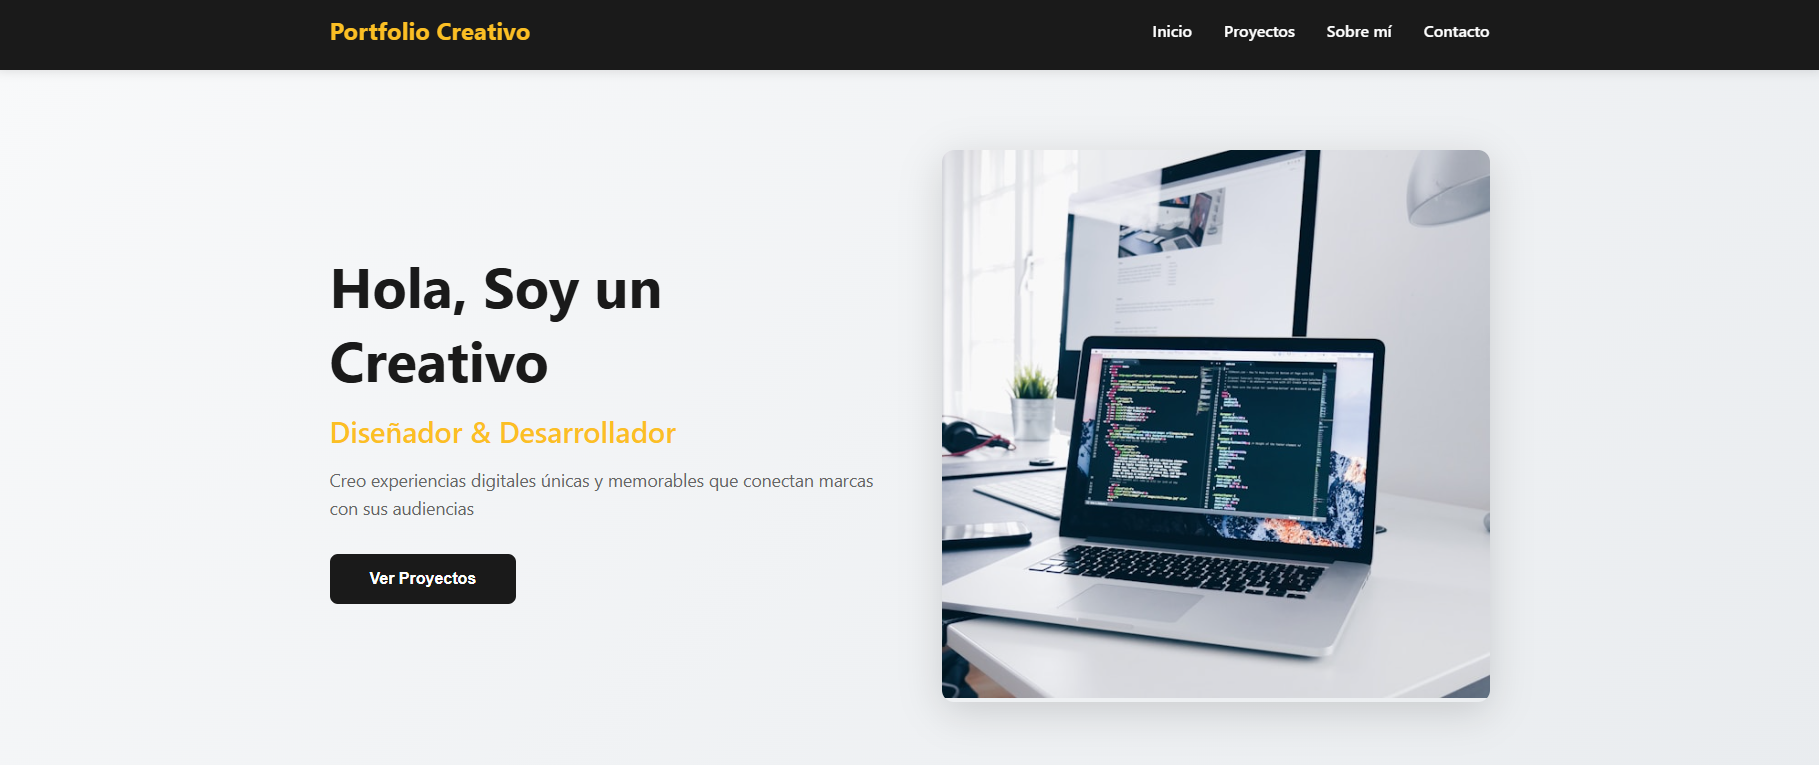 Portfolio Creativo
Inicio
Proyectos
Sobre mí
Contacto
Hola, Soy un
Creativo
Diseñador & Desarrollador
Creo experiencias digitales únicas y memorables que conectan marcas
con sus audiencias
Ver Proyectos